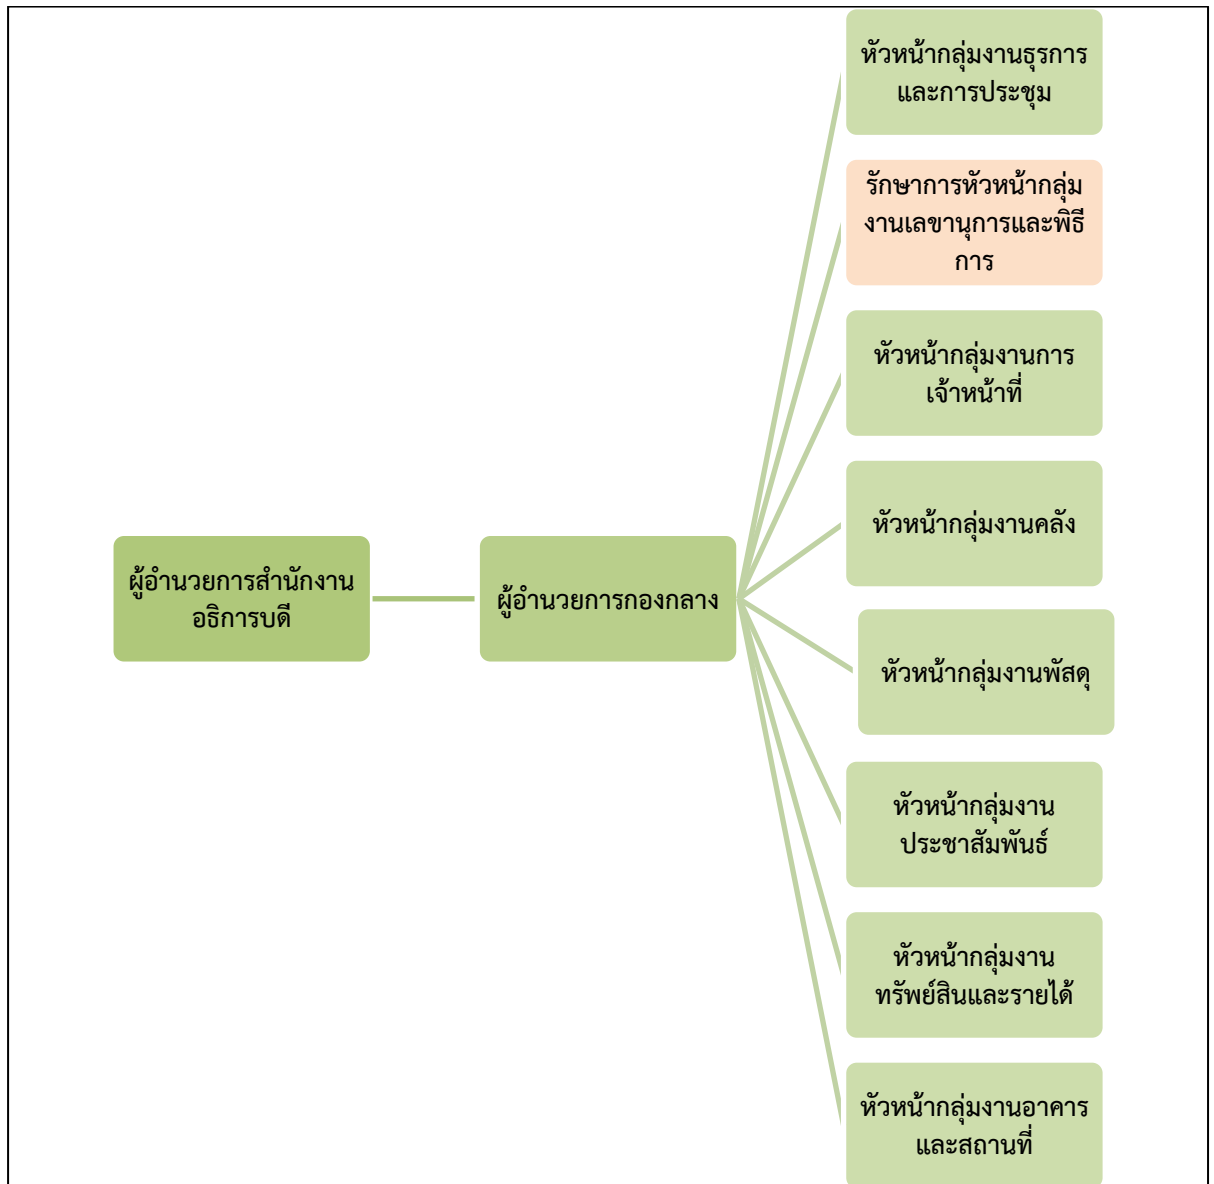 ผู้อำนวยการสำนักงาน
อธิการบดี
ผู้อำนวยการกองกลาง
หัวหน้ากลุ่มงานธุรการ
และการประชุม
รักษาการหัวหน้ากลุ่ม
งานเลขานุการและพิธี
การ
หัวหน้ากลุ่มงานการ
เจ้าหน้าที่
หัวหน้ากลุ่มงานคลัง
หัวหน้ากลุ่มงานพัสดุ
หัวหน้ากลุ่มงาน
ประชาสัมพันธ์
หัวหน้ากลุ่มงาน
ทรัพย์สินและรายได้
หัวหน้ากลุ่มงานอาคาร
และสถานที่